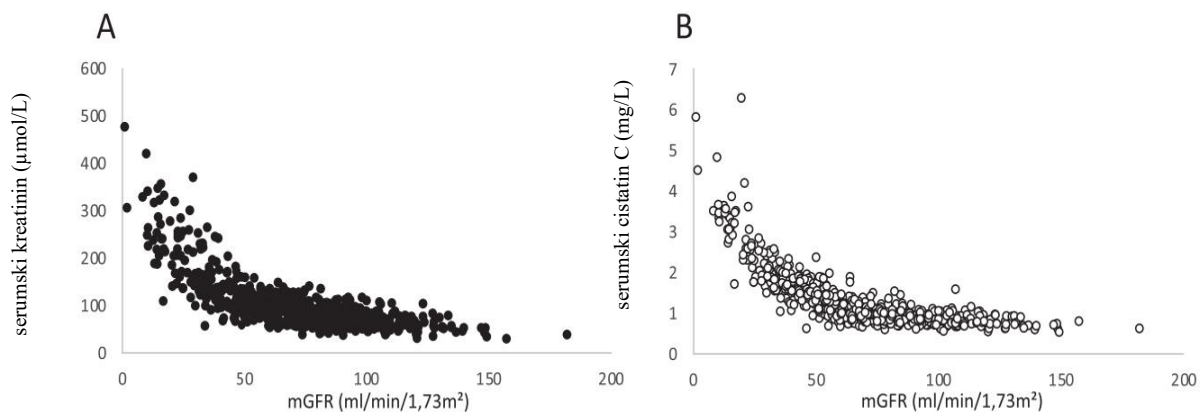 A
serumski kreatinin (µmol/L)
600
500
400
300
200
100
0
0 50 100 150 200
mGFR (ml/min/1,73m²)
B
serumski cistatin C (mg/L)
7
6
5
4
3
2
1
0
0 50 100 150 200
mGFR (ml/min/1,73m²)